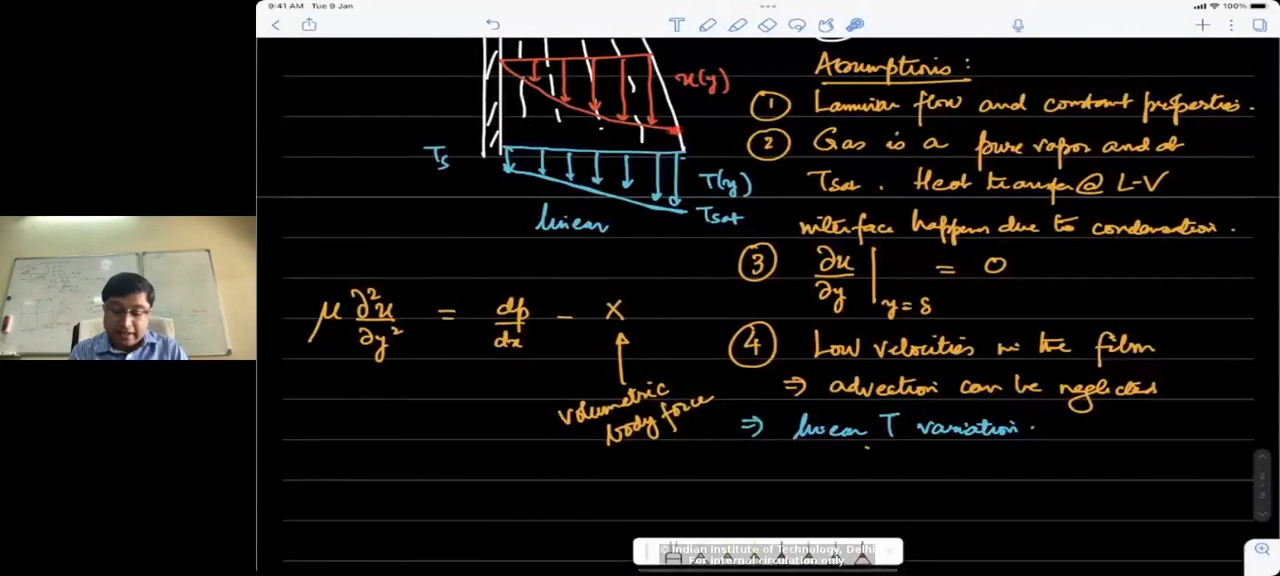 9:41 AM Tue 9 Jan
100%
Assumptions :
① Laminar flow and constant properties.
② Gas is a pure vapor and at
Tsat. Heat transfer @ L-V
interface happens due to condensation.
③ ∂u/∂y |y=δ = 0
④ Low velocities in the film
⇒ advection can be neglected
⇒ linear T variation.
u(y)
Ts
T(y)
Tsat
linear
μ ∂²u/∂y² = dp/dx - X
volumetric
body force
© Indian Institute of Technology, Delhi
For internal circulation only